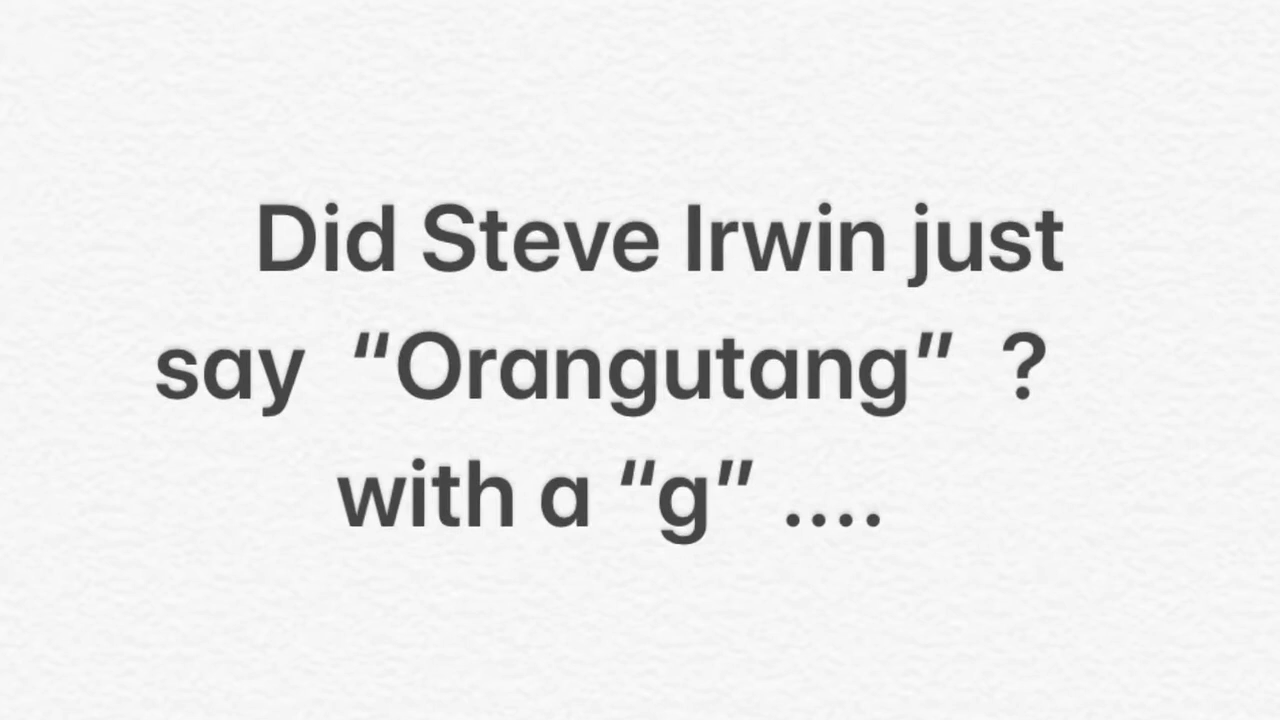 Did Steve Irwin just
say “Orangutang” ?
with a “g” ....